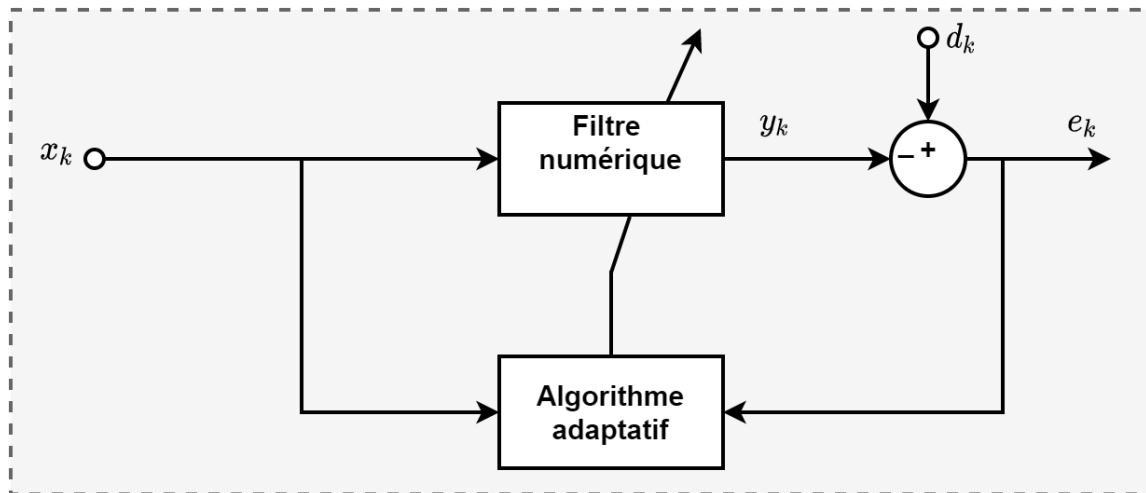 d_k
Filtre
numérique
y_k
e_k
x_k
− +
Algorithme
adaptatif